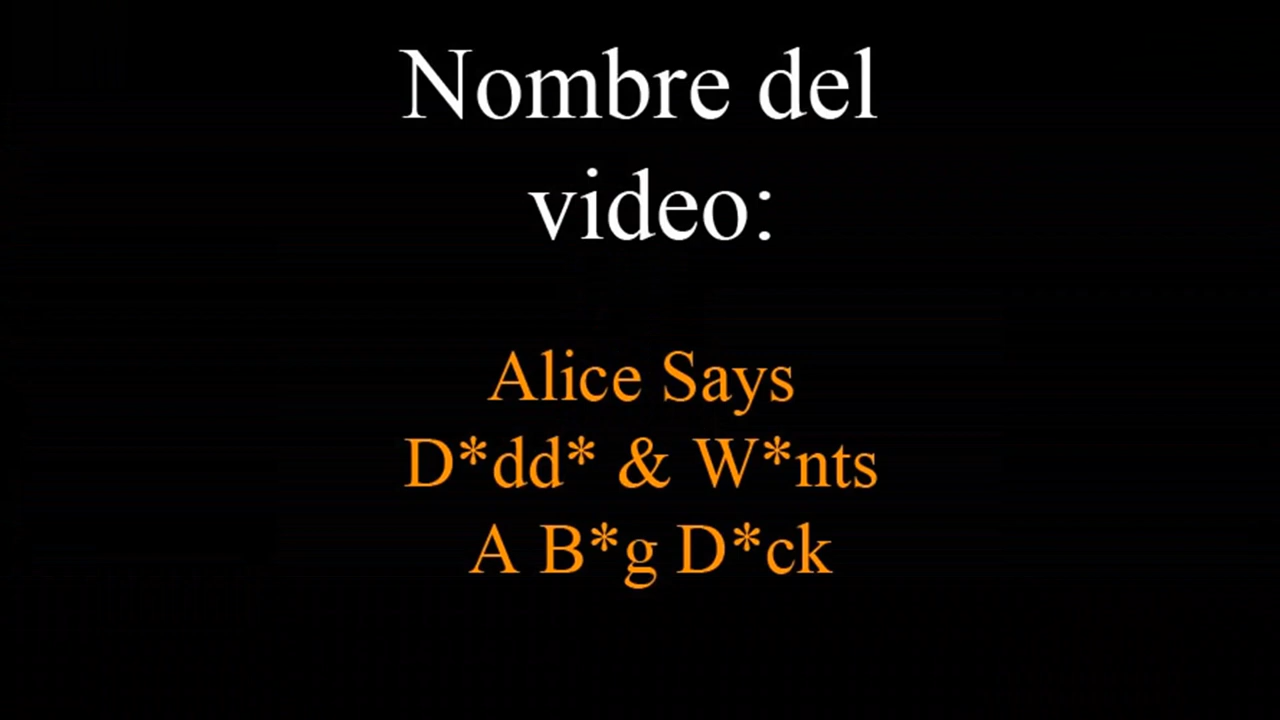 Nombre del
video:
Alice Says
D*dd* & W*nts
A B*g D*ck